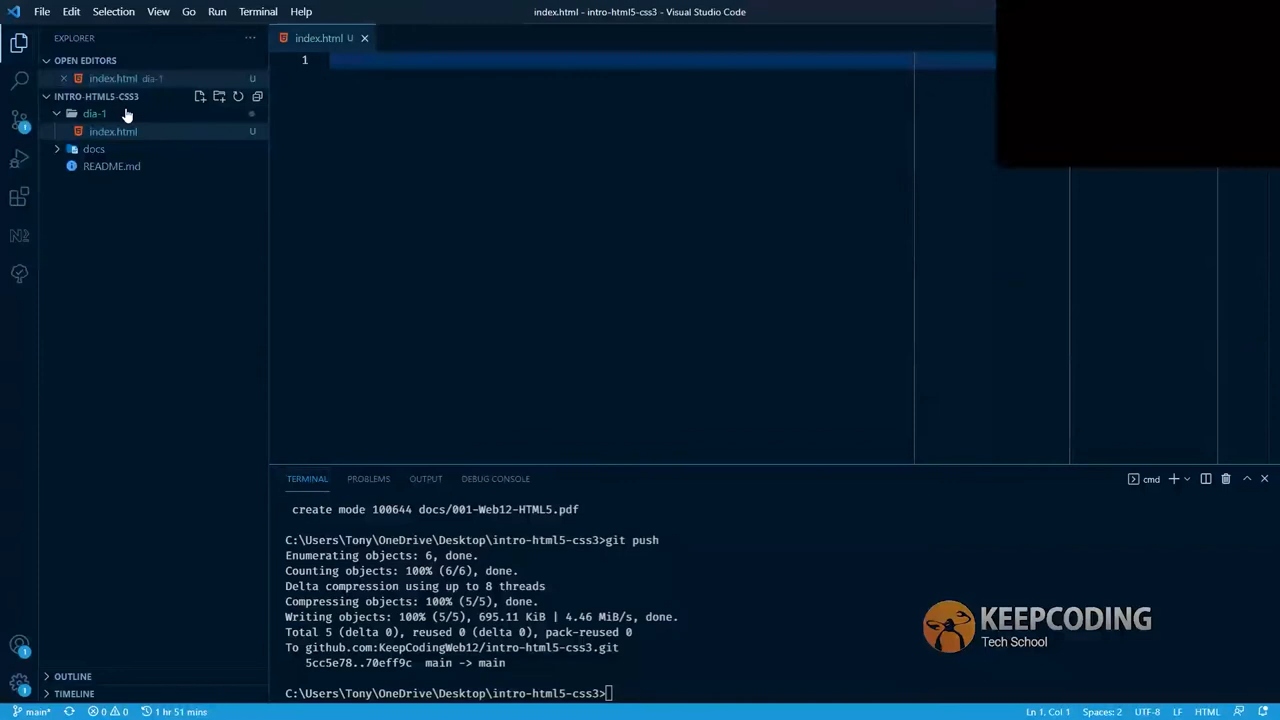 File Edit Selection View Go Run Terminal Help
index.html - intro-html5-css3 - Visual Studio Code
EXPLORER
index.html U
OPEN EDITORS
1
index.html dia-1 U
INTRO-HTML5-CSS3
dia-1
index.html U
docs
README.md
TERMINAL PROBLEMS OUTPUT DEBUG CONSOLE
cmd
create mode 100644 docs/001-Web12-HTML5.pdf
C:\Users\Tony\OneDrive\Desktop\intro-html5-css3>git push
Enumerating objects: 6, done.
Counting objects: 100% (6/6), done.
Delta compression using up to 8 threads
Compressing objects: 100% (5/5), done.
Writing objects: 100% (5/5), 695.11 KiB | 4.46 MiB/s, done.
Total 5 (delta 0), reused 0 (delta 0), pack-reused 0
To github.com:KeepCodingWeb12/intro-html5-css3.git
5cc5e78..70eff9c main -> main
C:\Users\Tony\OneDrive\Desktop\intro-html5-css3>
KEEPCODING
Tech School
N2
1
1
1
OUTLINE
TIMELINE
main* 0 0 1 hr 51 mins
Ln 1, Col 1 Spaces: 2 UTF-8 LF HTML